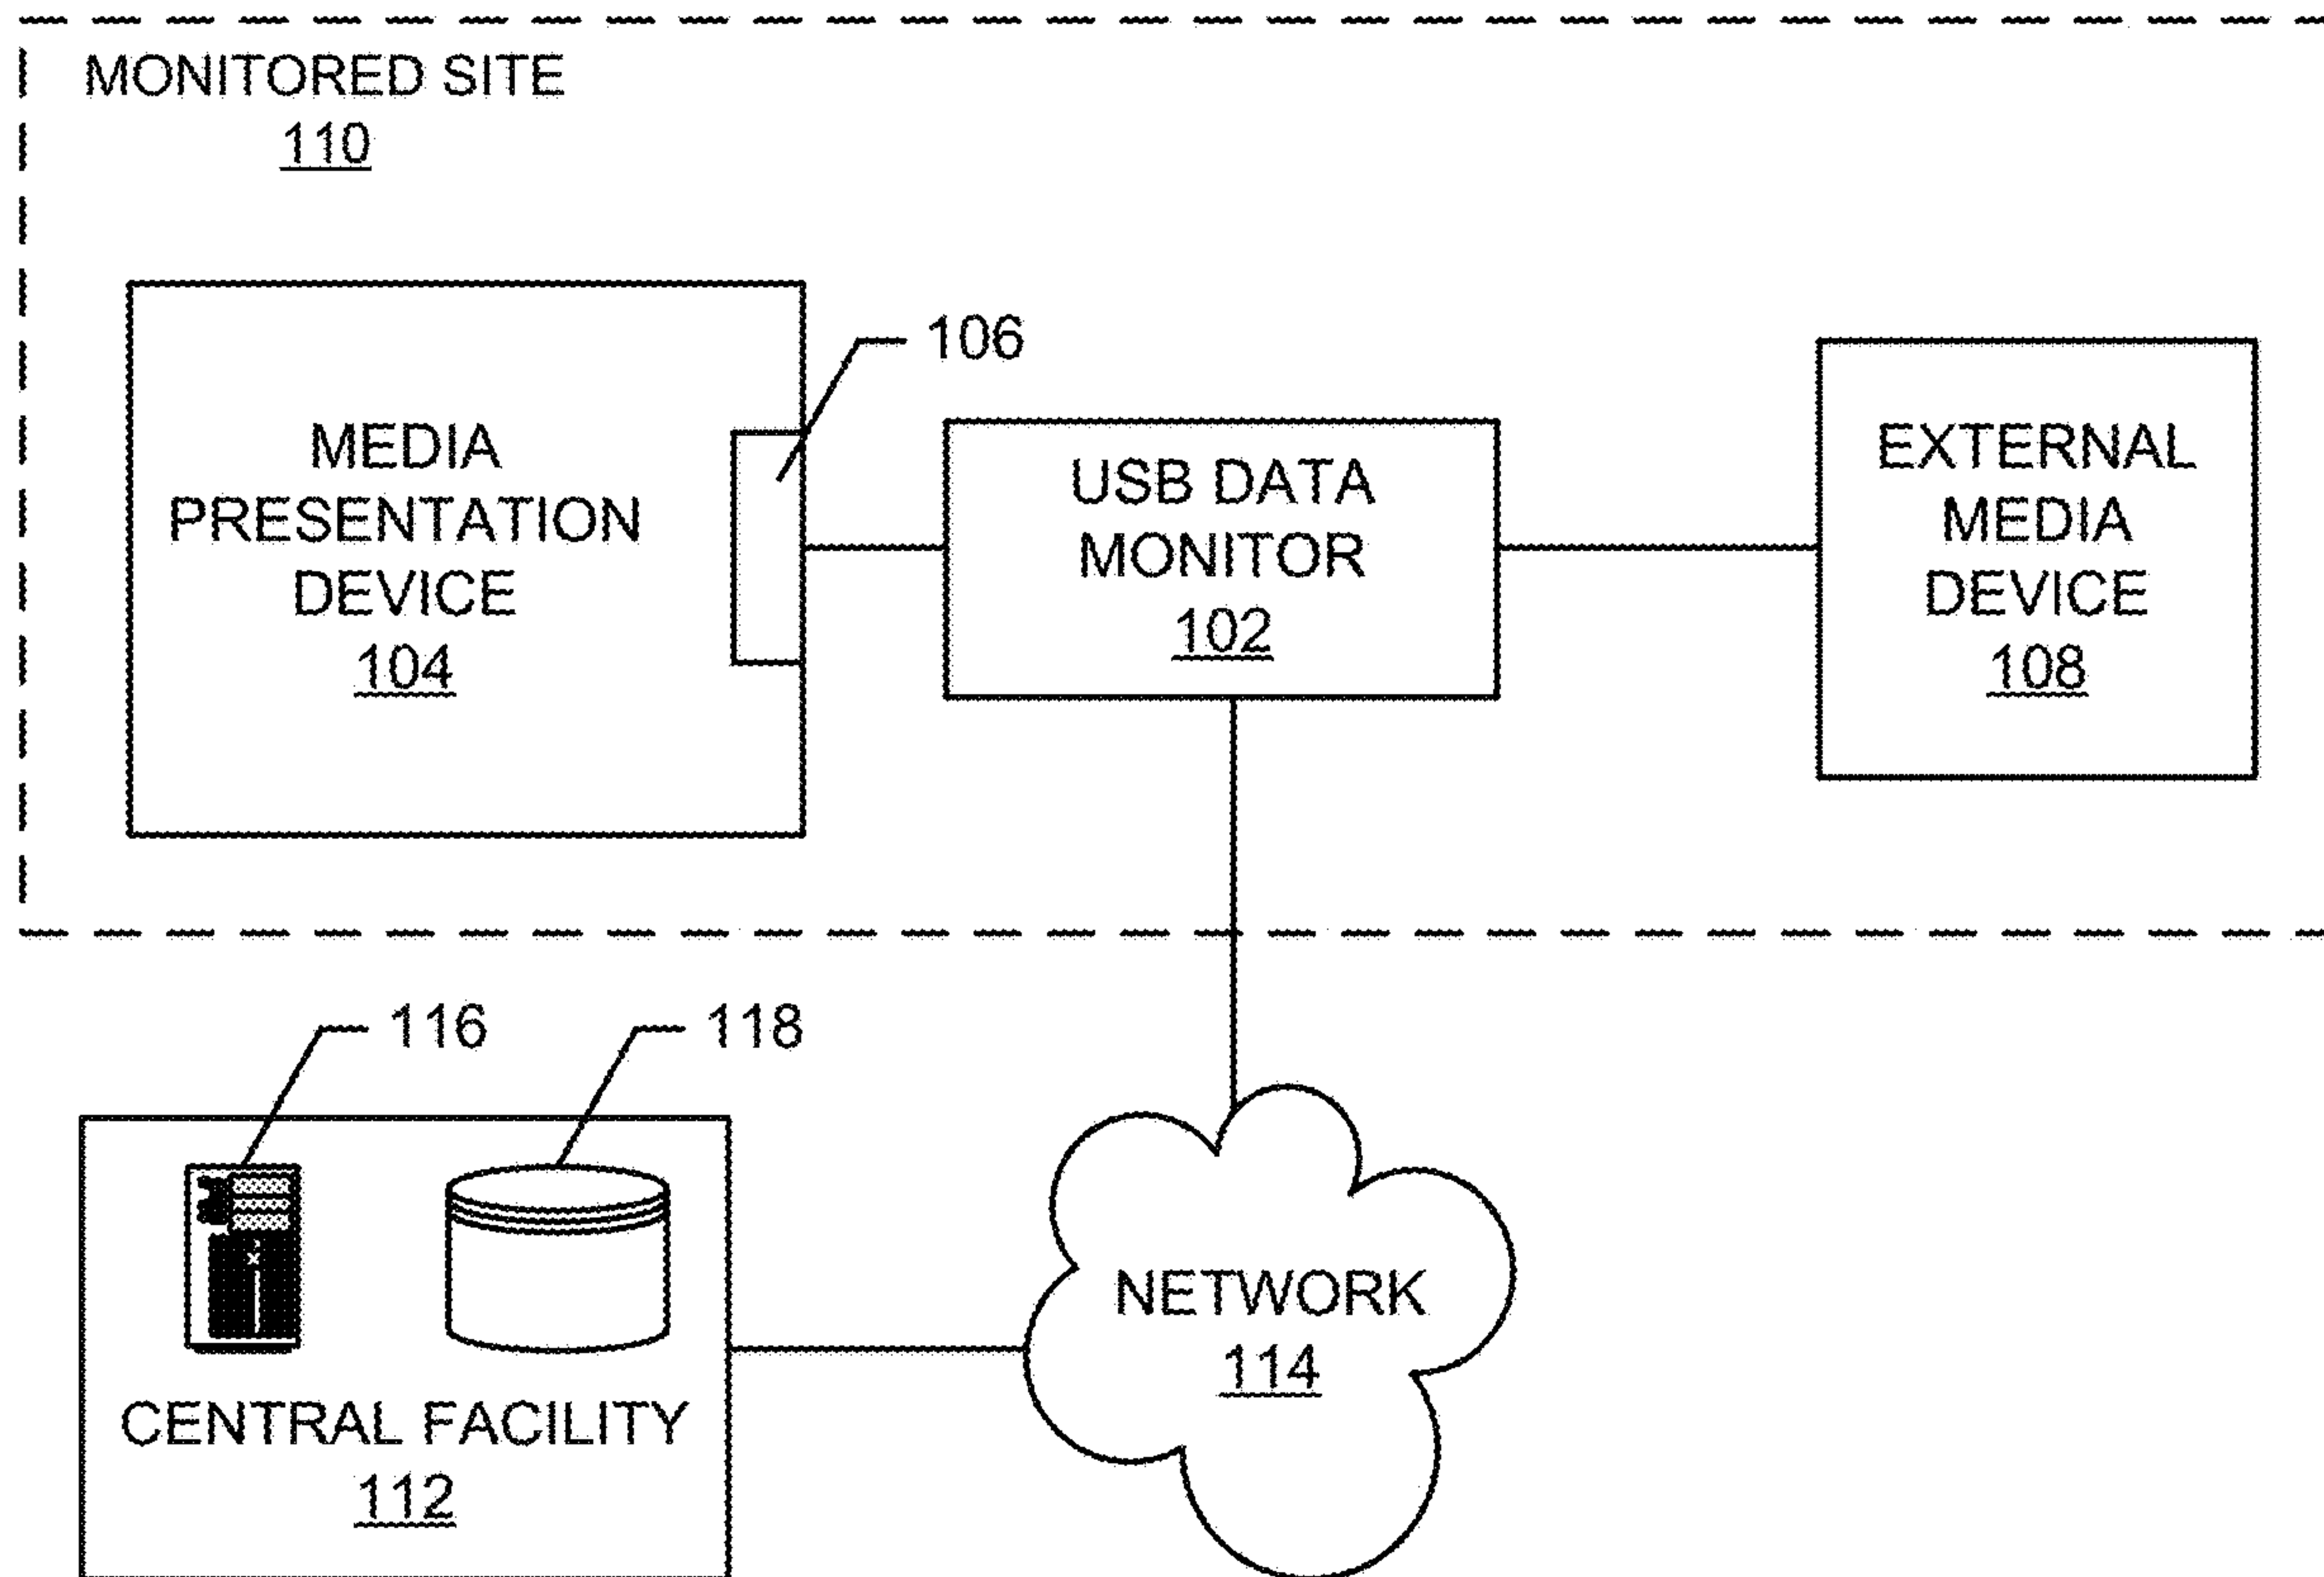 MONITORED SITE
110
106
MEDIA
PRESENTATION
DEVICE
104
USB DATA
MONITOR
102
EXTERNAL
MEDIA
DEVICE
108
116
118
CENTRAL FACILITY
112
NETWORK
114